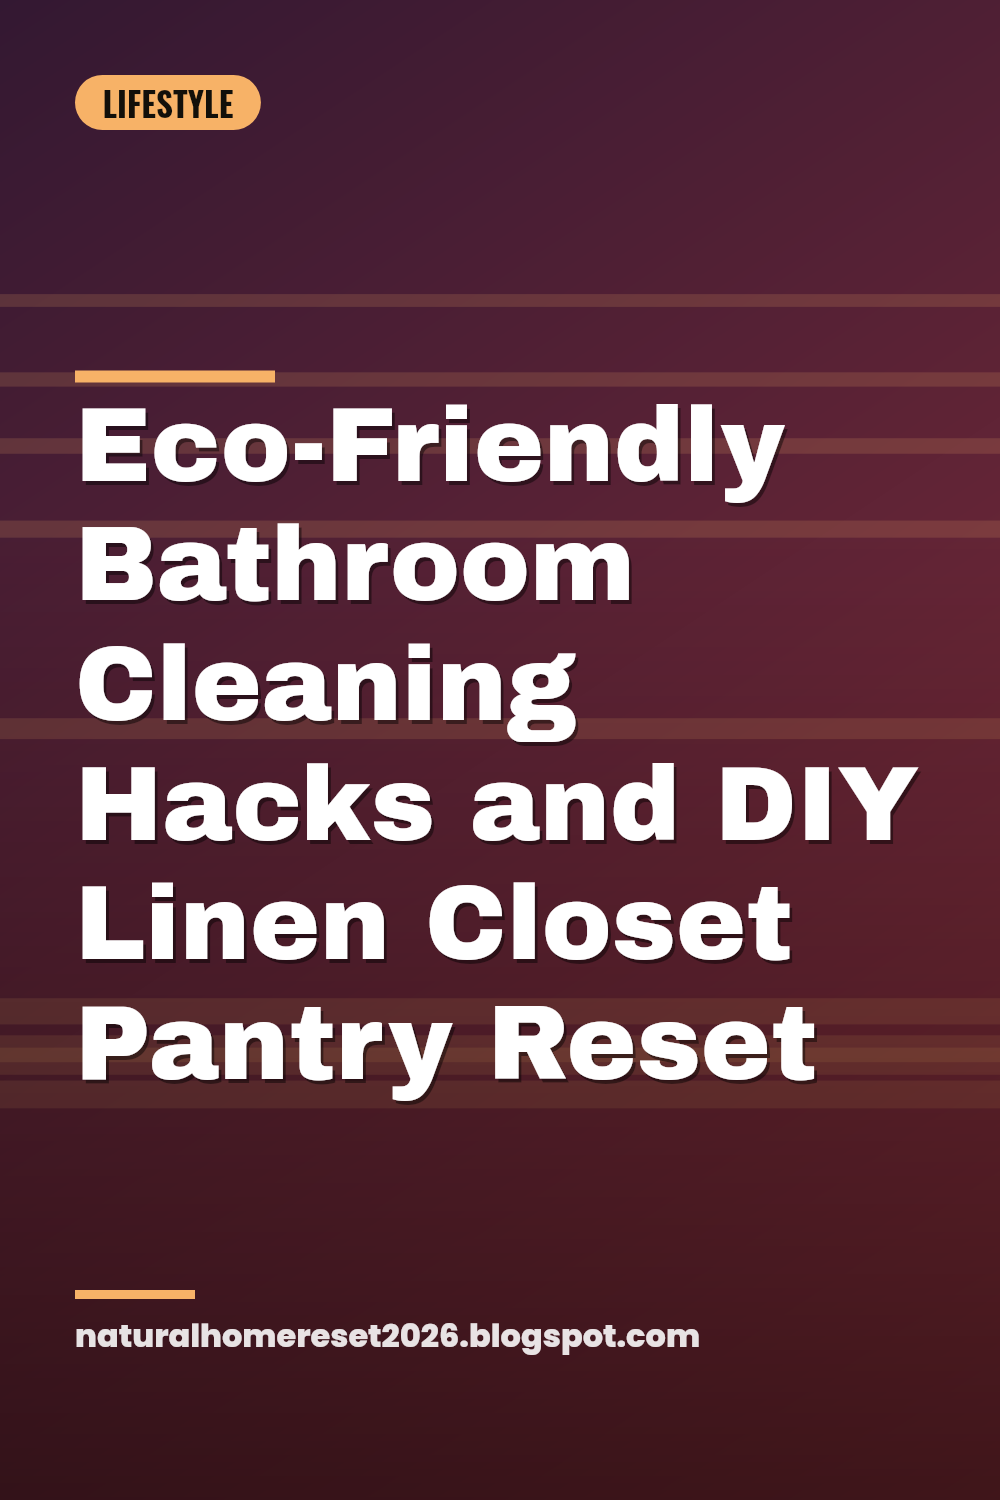 LIFESTYLE
Eco-Friendly
Bathroom
Cleaning
Hacks and DIY
Linen Closet
Pantry Reset
naturalhomereset2026.blogspot.com